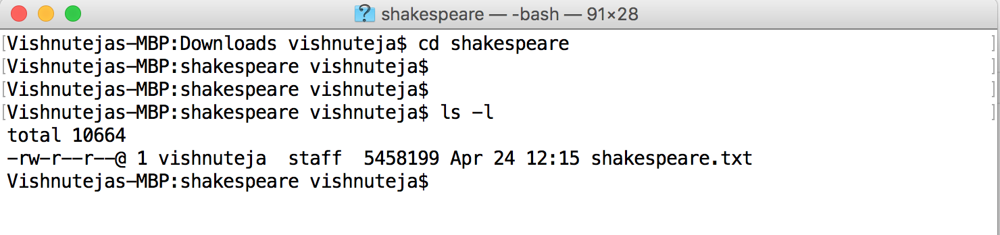 shakespeare — -bash — 91×28
[Vishnutejas-MBP:Downloads vishnuteja$ cd shakespeare ]
[Vishnutejas-MBP:shakespeare vishnuteja$ ]
[Vishnutejas-MBP:shakespeare vishnuteja$ ]
[Vishnutejas-MBP:shakespeare vishnuteja$ ls -l ]
total 10664
-rw-r--r--@ 1 vishnuteja  staff  5458199 Apr 24 12:15 shakespeare.txt
Vishnutejas-MBP:shakespeare vishnuteja$